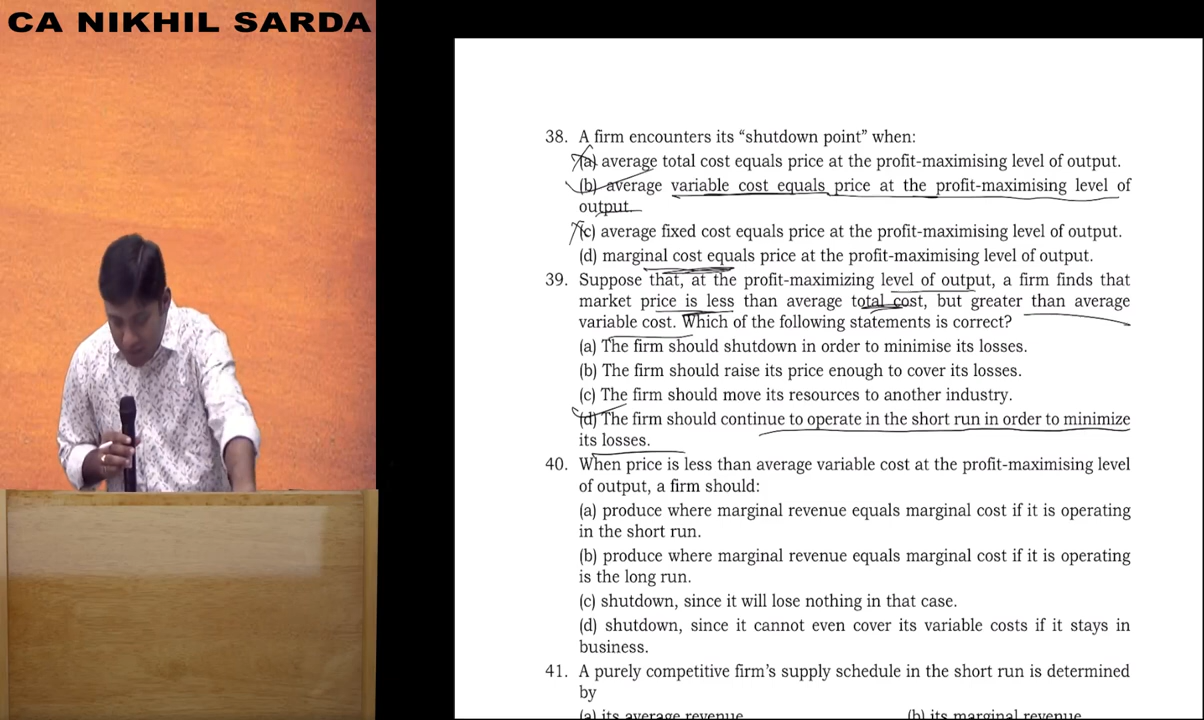 CA NIKHIL SARDA
38. A firm encounters its “shutdown point” when:
(a) average total cost equals price at the profit-maximising level of output.
(b) average variable cost equals price at the profit-maximising level of
output.
(c) average fixed cost equals price at the profit-maximising level of output.
(d) marginal cost equals price at the profit-maximising level of output.
39. Suppose that, at the profit-maximizing level of output, a firm finds that
market price is less than average total cost, but greater than average
variable cost. Which of the following statements is correct?
(a) The firm should shutdown in order to minimise its losses.
(b) The firm should raise its price enough to cover its losses.
(c) The firm should move its resources to another industry.
(d) The firm should continue to operate in the short run in order to minimize
its losses.
40. When price is less than average variable cost at the profit-maximising level
of output, a firm should:
(a) produce where marginal revenue equals marginal cost if it is operating
in the short run.
(b) produce where marginal revenue equals marginal cost if it is operating
is the long run.
(c) shutdown, since it will lose nothing in that case.
(d) shutdown, since it cannot even cover its variable costs if it stays in
business.
41. A purely competitive firm’s supply schedule in the short run is determined
by
(a) its average revenue (b) its marginal revenue